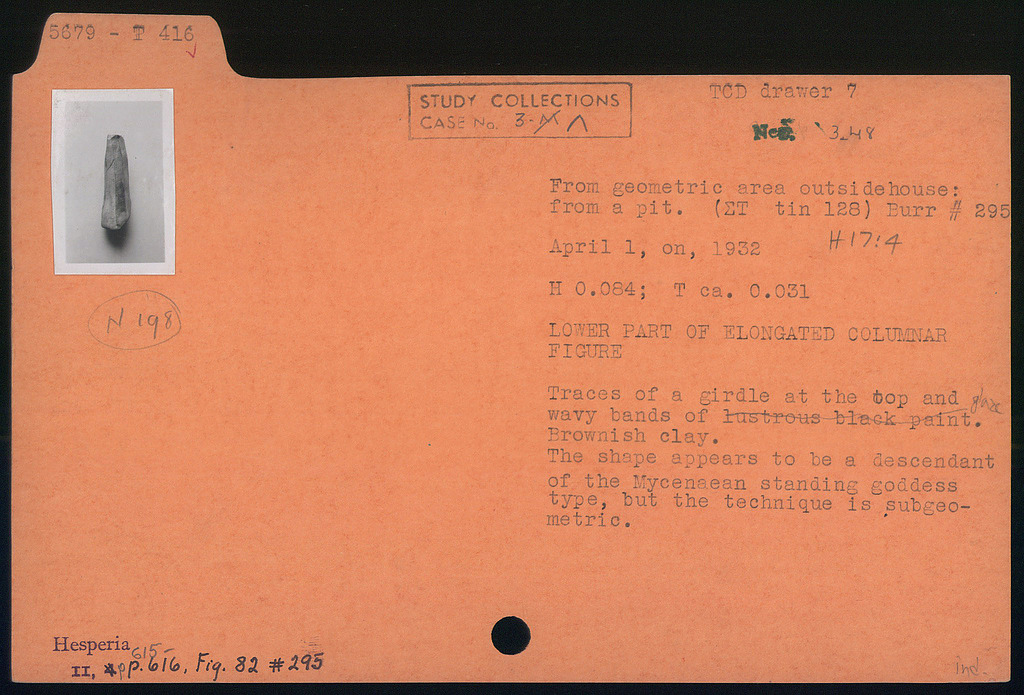 5679 - T 416
STUDY COLLECTIONS
CASE No. 3-M Λ
TCD drawer 7
Neg. 3-48
From geometric area outsidehouse:
from a pit. (ΣT tin 128) Burr # 295
April 1, on, 1932 H17:4
H 0.084; T ca. 0.031
N 198
LOWER PART OF ELONGATED COLUMNAR
FIGURE
Traces of a girdle at the top and glaze
wavy bands of lustrous black paint.
Brownish clay.
The shape appears to be a descendant
of the Mycenaean standing goddess
type, but the technique is subgeo-
metric.
Hesperia 615-
II, pp. 616, Fig. 82 #295
Ind.